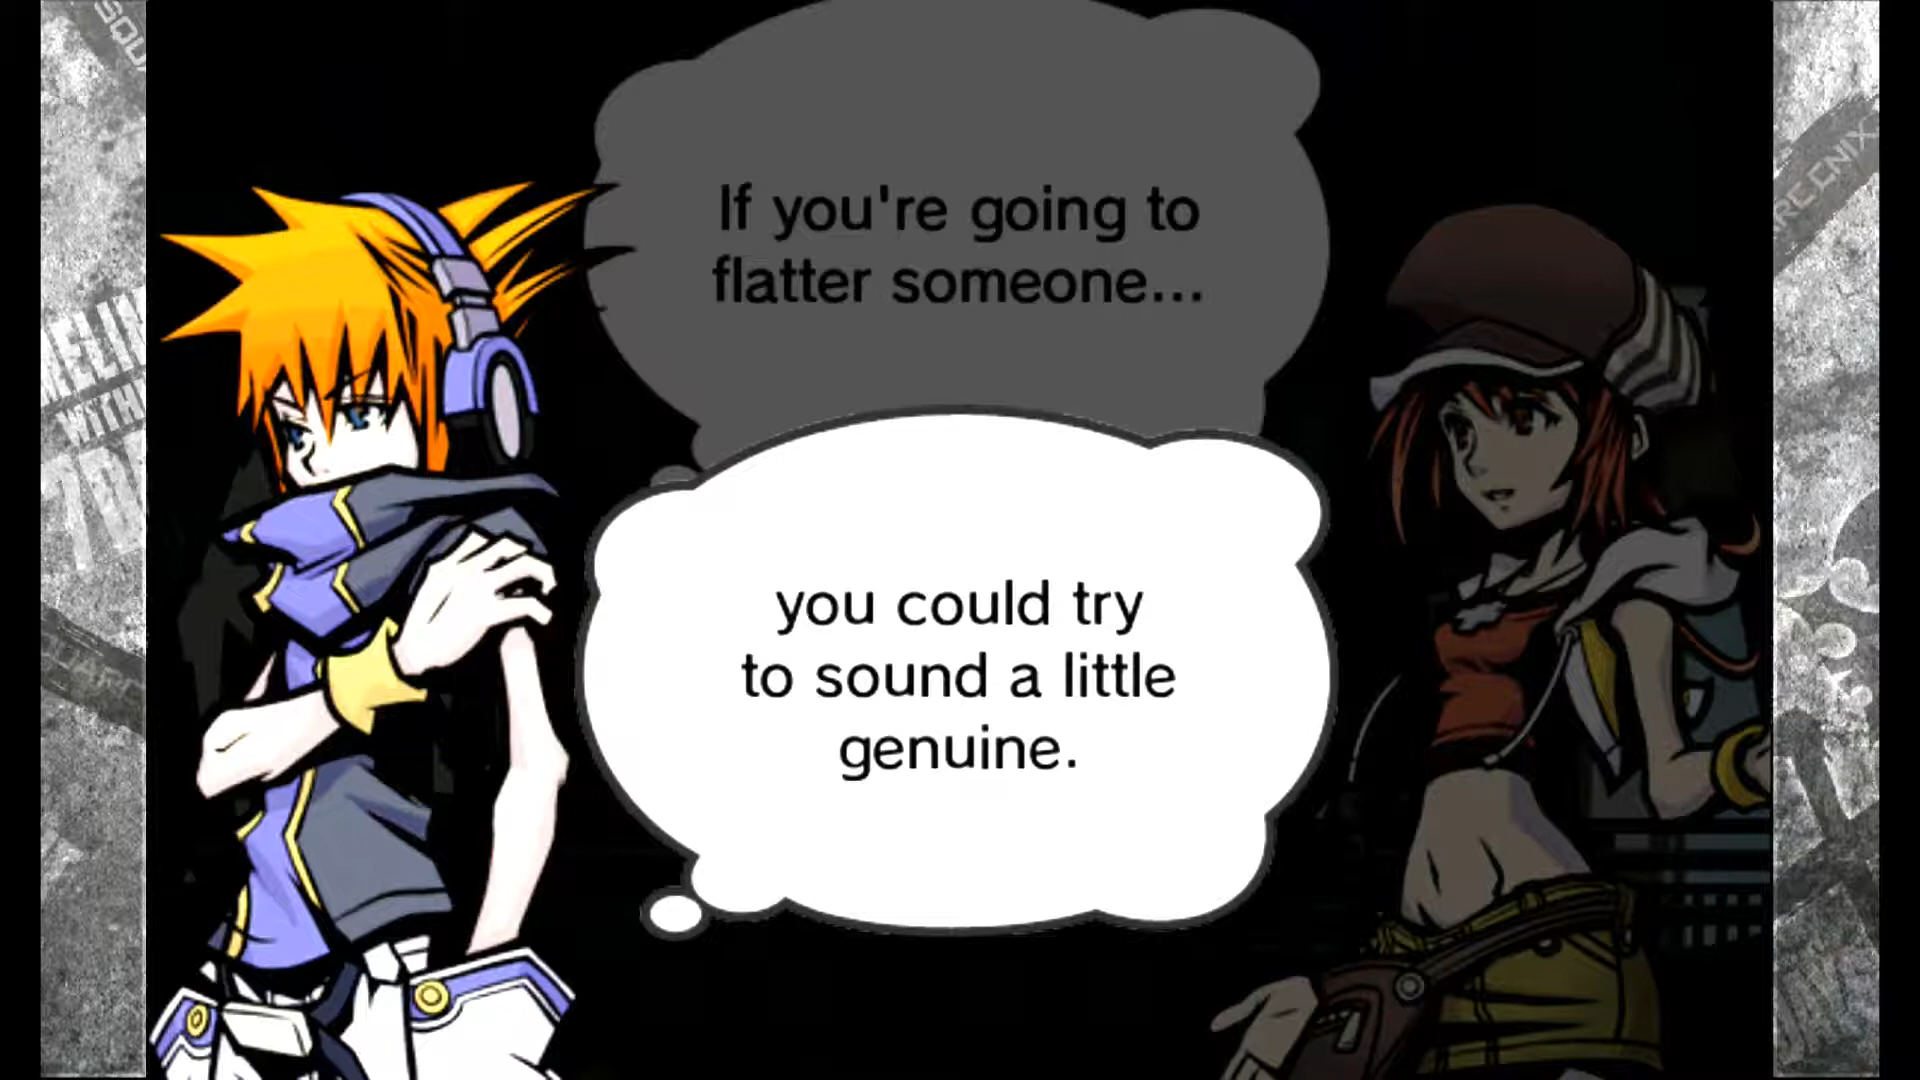 If you're going to
flatter someone...
you could try
to sound a little
genuine.